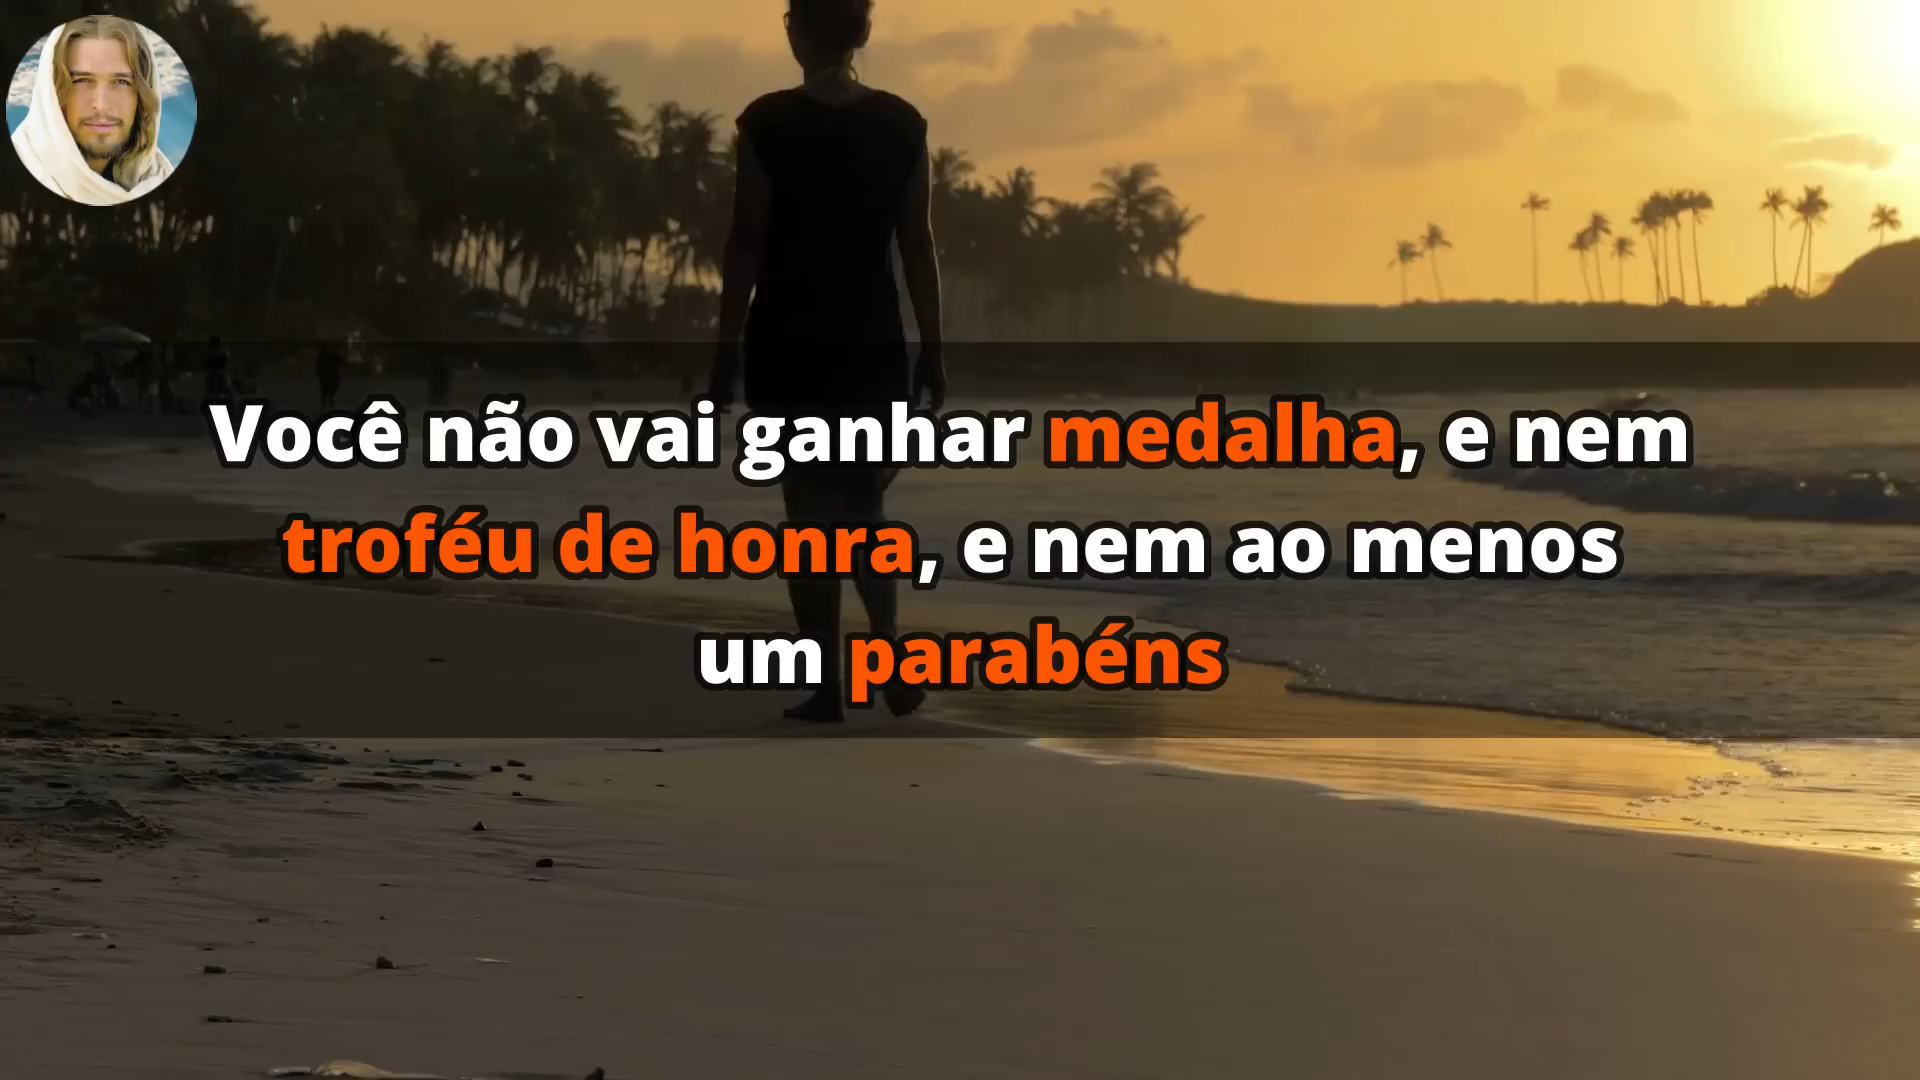 Você não vai ganhar medalha, e nem
troféu de honra, e nem ao menos
um parabéns